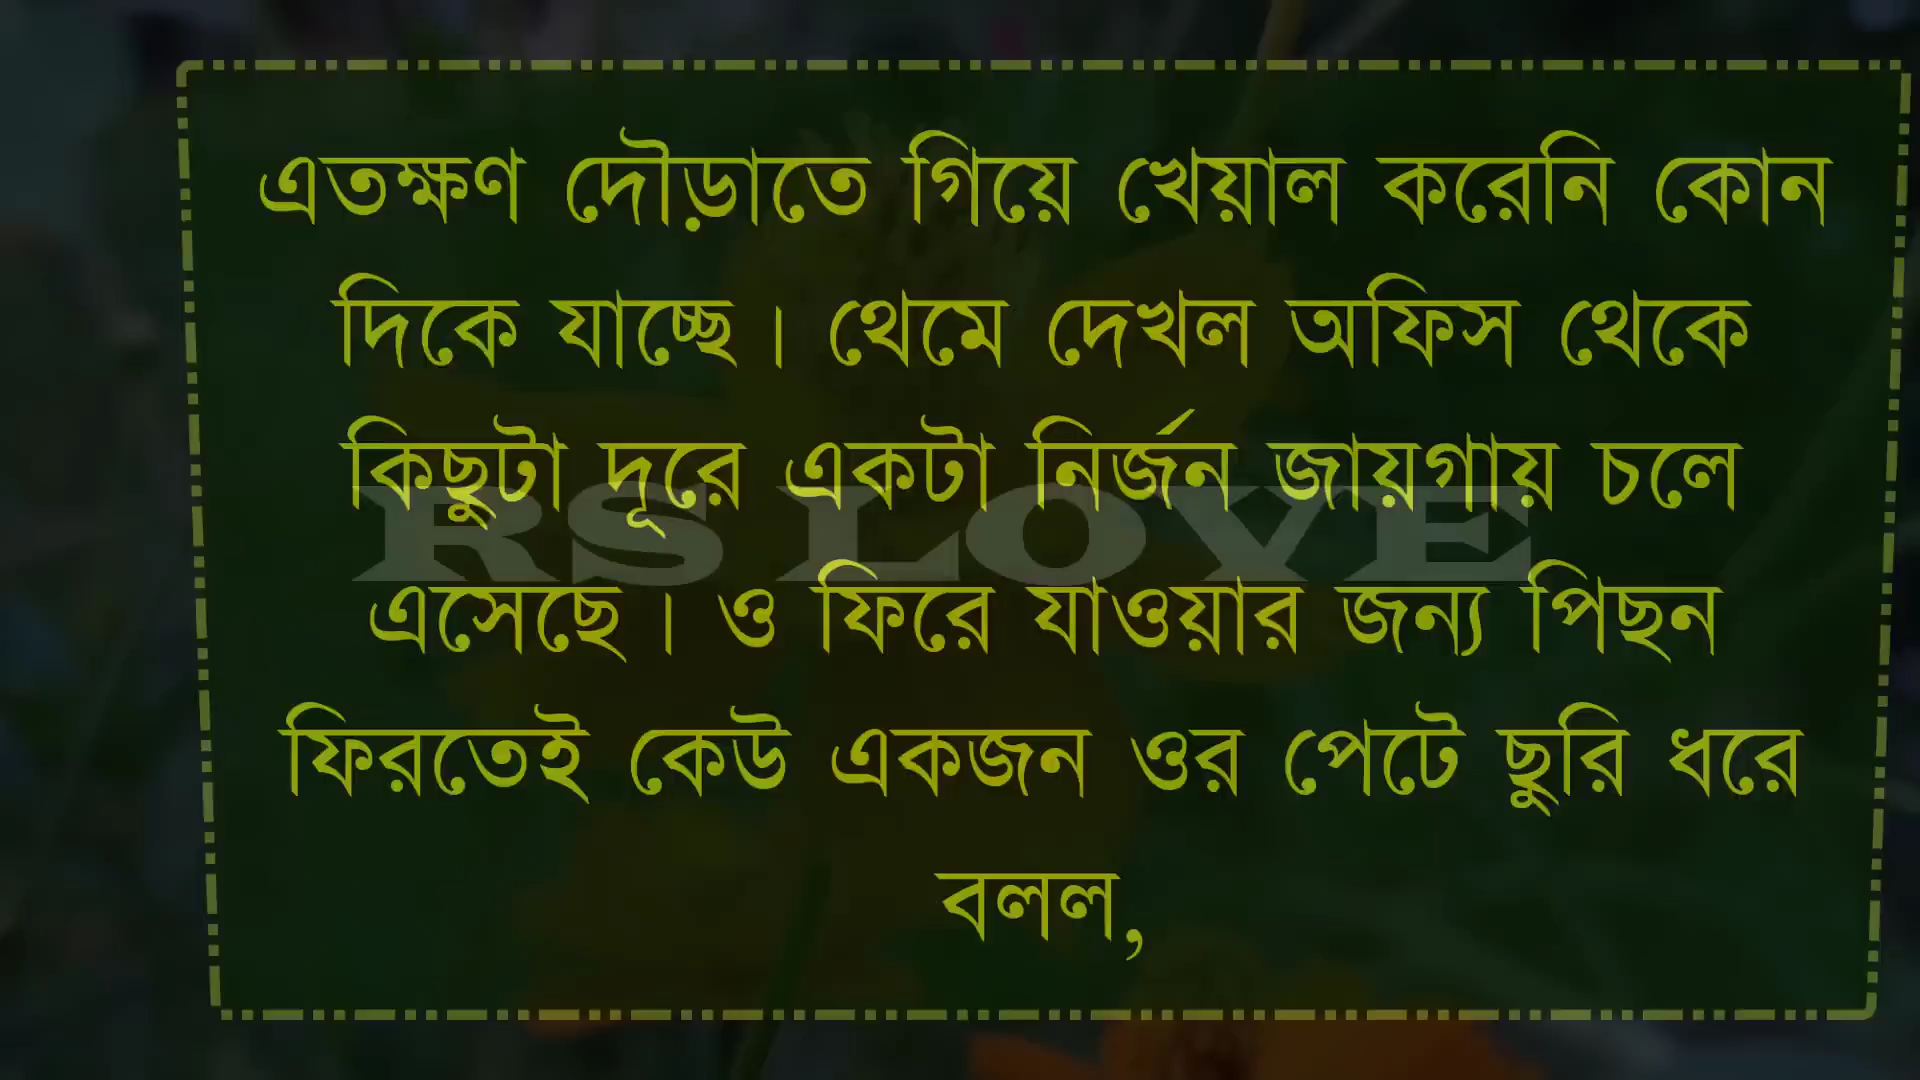 এতক্ষণ দৌড়াতে গিয়ে খেয়াল করেনি কোন
দিকে যাচ্ছে। থেমে দেখল অফিস থেকে
কিছুটা দূরে একটা নির্জন জায়গায় চলে
RS LOVE
এসেছে। ও ফিরে যাওয়ার জন্য পিছন
ফিরতেই কেউ একজন ওর পেটে ছুরি ধরে
বলল,